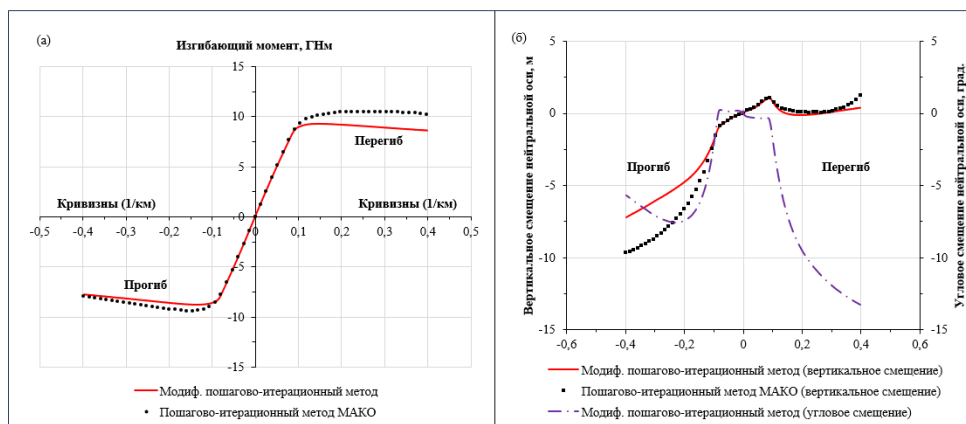 (а)
Изгибающий момент, ГНм
15
10
5
0
-5
-10
-15
-0,5 -0,4 -0,3 -0,2 -0,1 0 0,1 0,2 0,3 0,4 0,5
Перегиб
Кривизны (1/км) Кривизны (1/км)
Прогиб
Модиф. пошагово-итерационный метод
Пошагово-итерационный метод МАКО
(б)
Вертикальное смещение нейтральной оси, м
5
0
-5
-10
-15
Прогиб Перегиб
5
0
-5
-10
-15
Угловое смещение нейтральной оси, град.
-0,6 -0,4 -0,2 0 0,2 0,4 0,6
Модиф. пошагово-итерационный метод (вертикальное смещение)
Пошагово-итерационный метод МАКО (вертикальное смещение)
Модиф. пошагово-итерационный метод (угловое смещение)